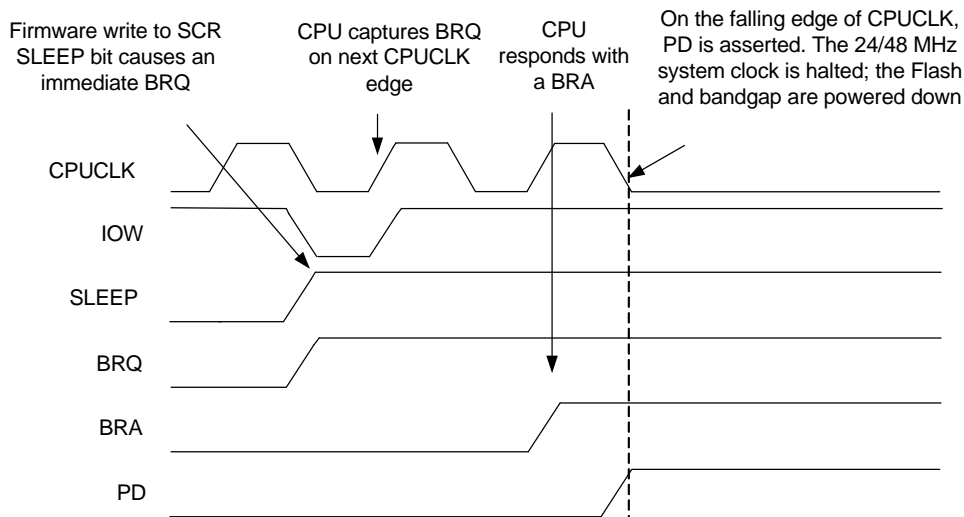 Firmware write to SCR
SLEEP bit causes an
immediate BRQ
CPU captures BRQ
on next CPUCLK
edge
CPU
responds with
a BRA
On the falling edge of CPUCLK,
PD is asserted. The 24/48 MHz
system clock is halted; the Flash
and bandgap are powered down
CPUCLK
IOW
SLEEP
BRQ
BRA
PD